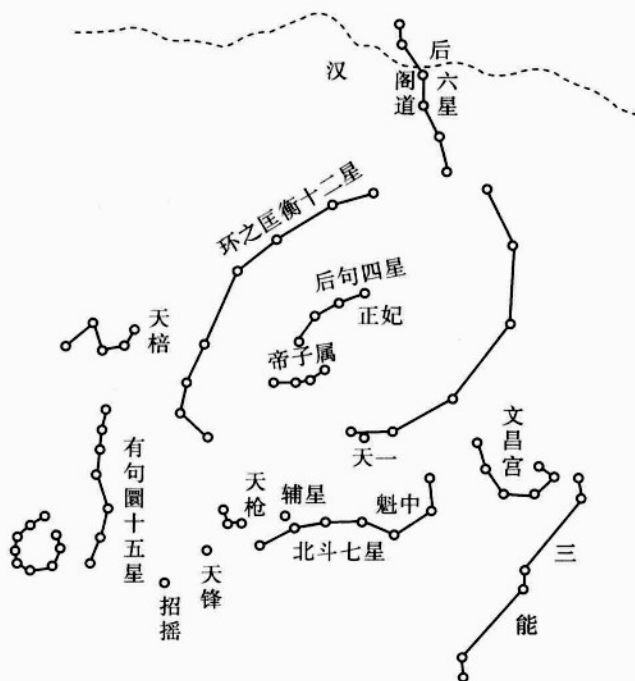 汉
后六星
阁道
环之匡衡十二星
后句四星
正妃
帝子属
天棓
天一
文昌宫
有句圜十五星
天枪
辅星
魁中
北斗七星
天锋
招摇
三能